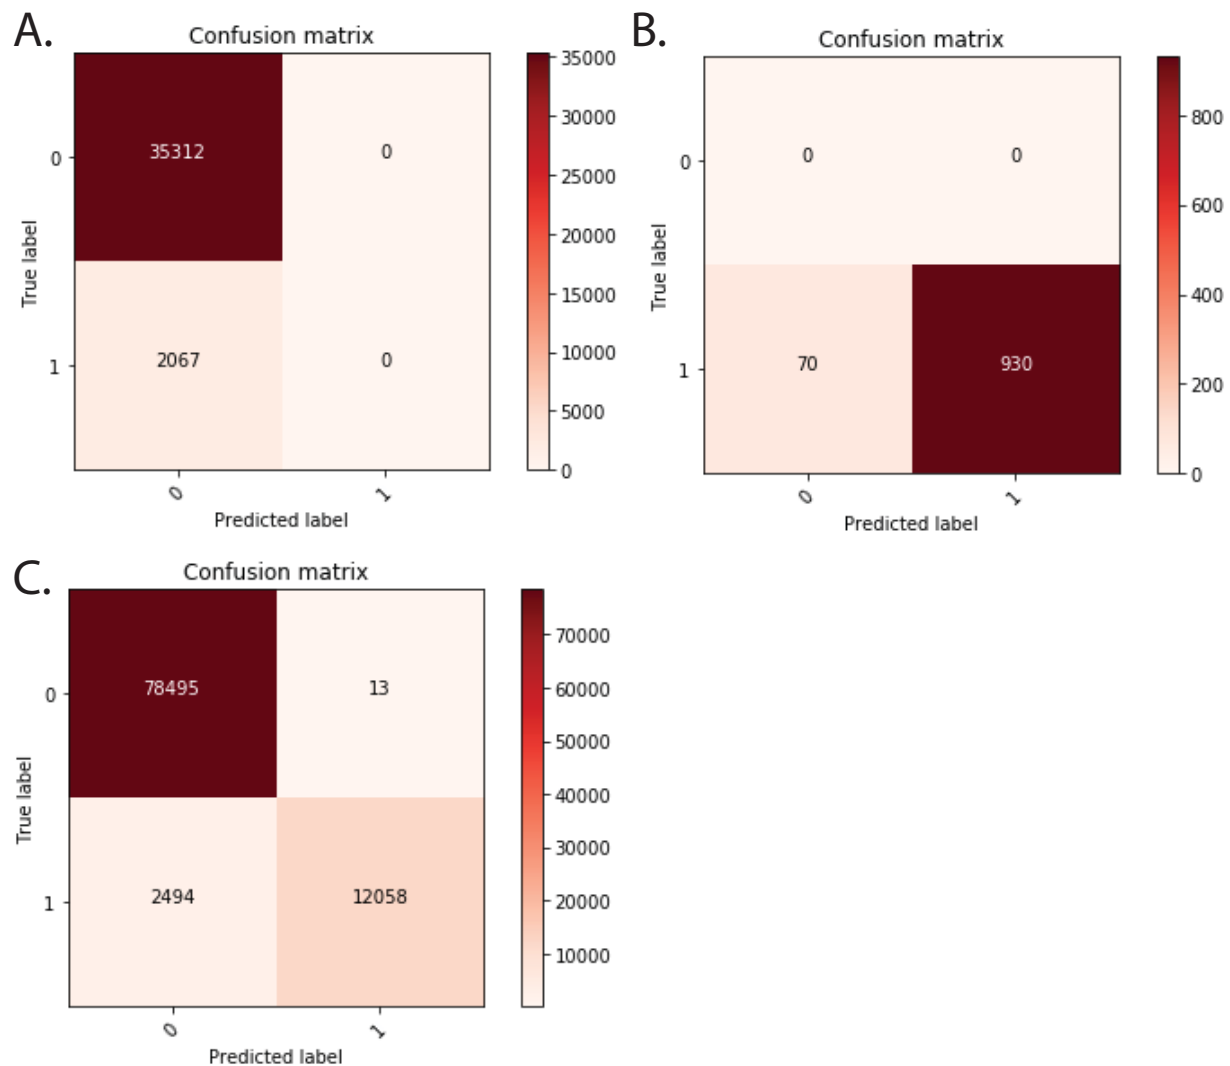 A.
Confusion matrix
35312 0
2067 0
0
1
True label
0 1
Predicted label
35000
30000
25000
20000
15000
10000
5000
0
B.
Confusion matrix
0 0
70 930
0
1
True label
0 1
Predicted label
800
600
400
200
0
C.
Confusion matrix
78495 13
2494 12058
0
1
True label
0 1
Predicted label
70000
60000
50000
40000
30000
20000
10000